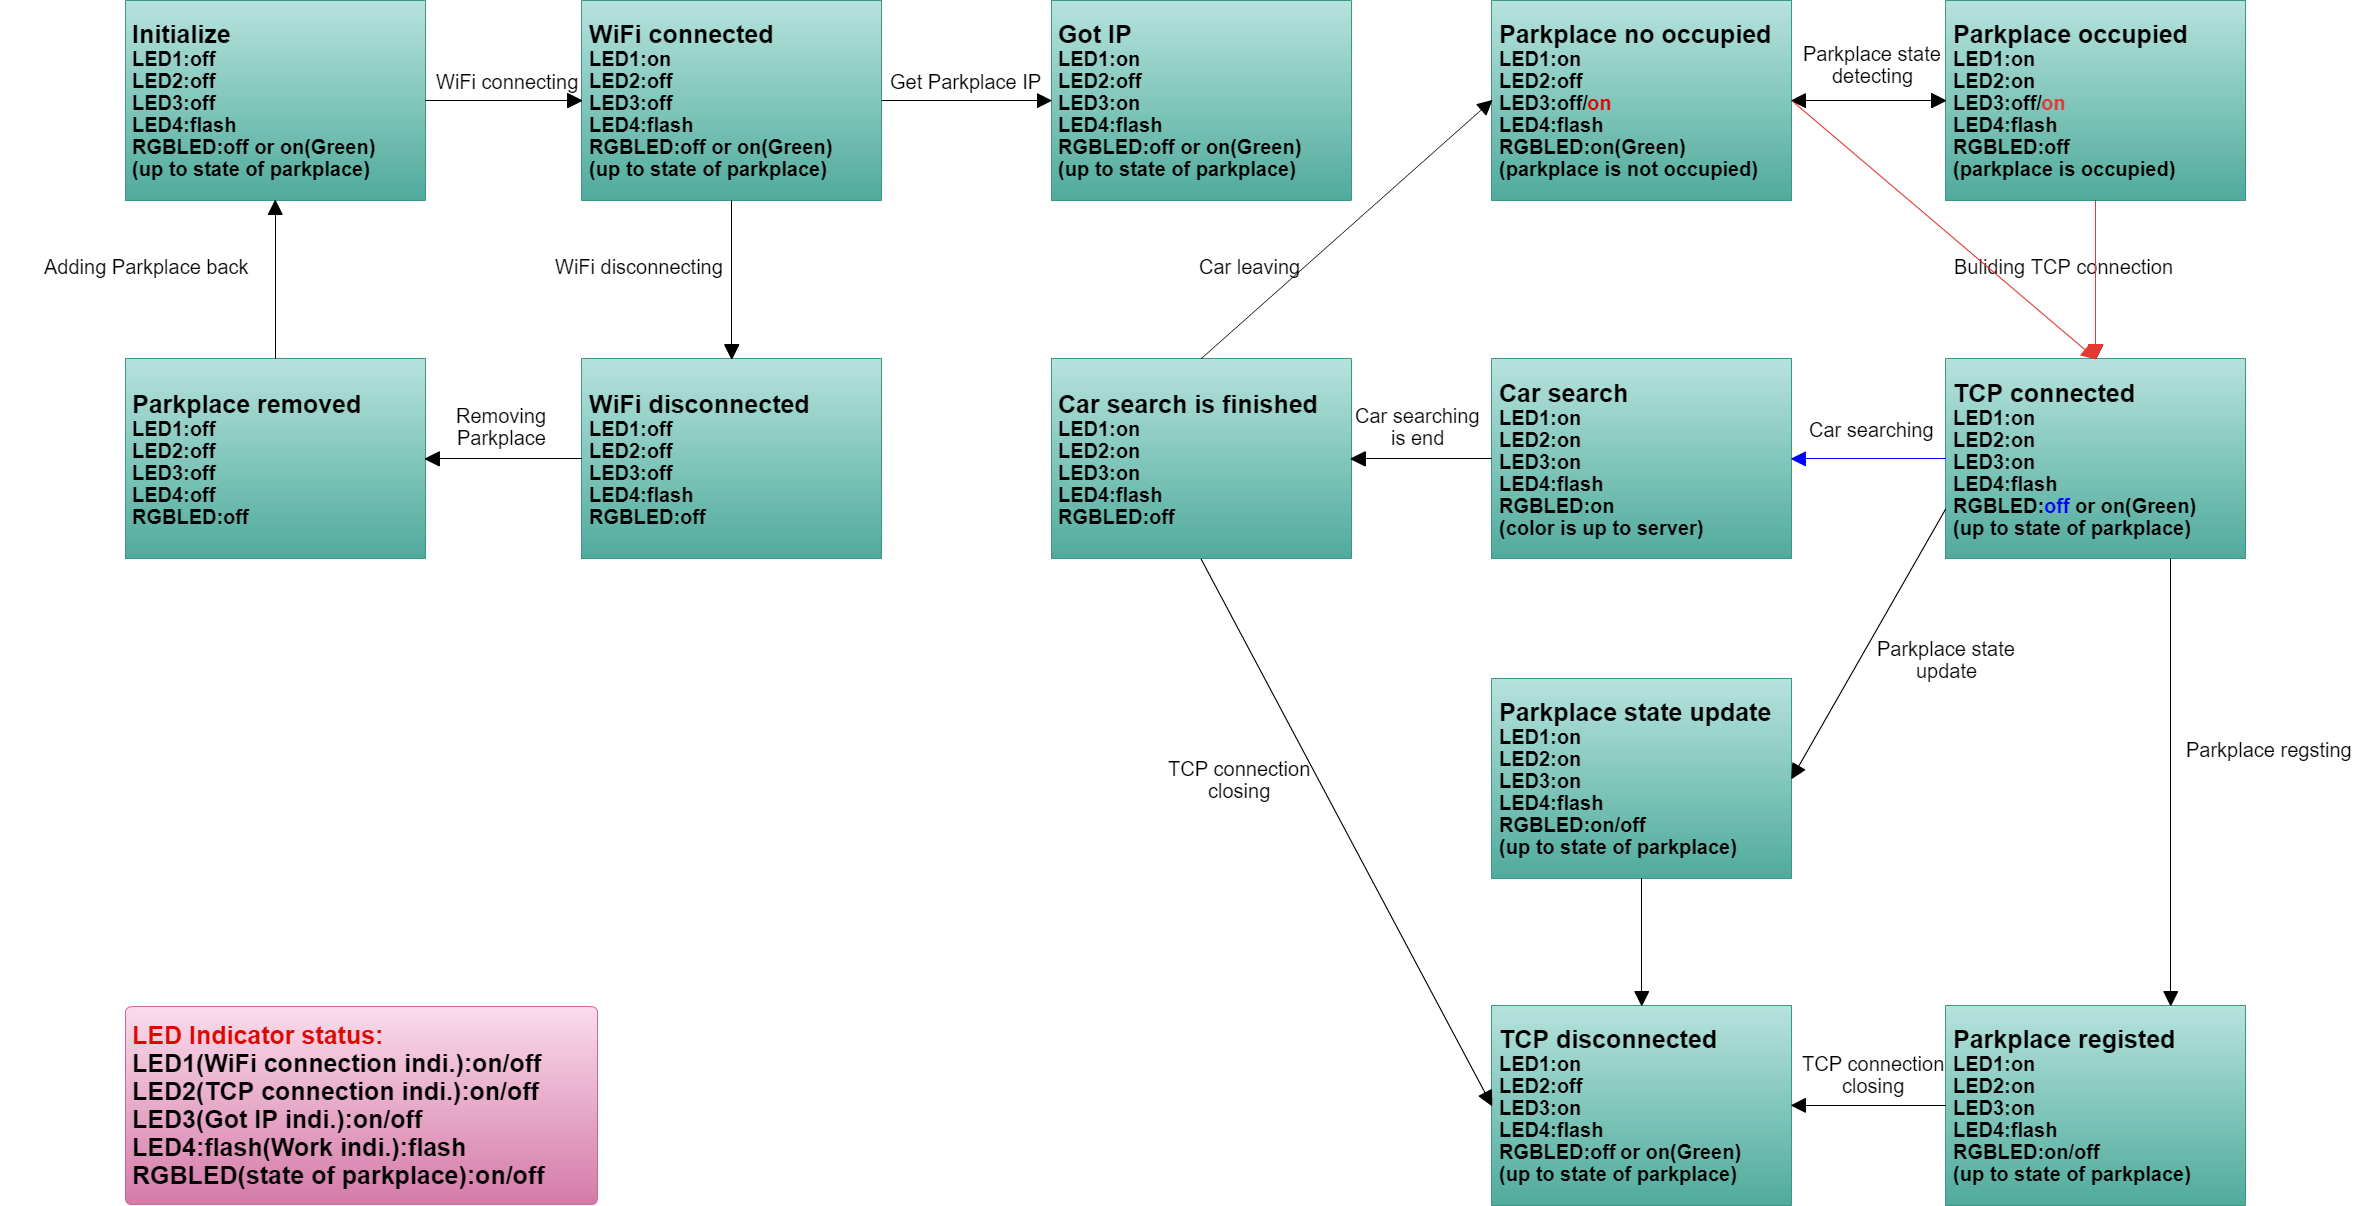 Initialize
LED1:off
LED2:off
LED3:off
LED4:flash
RGBLED:off or on(Green)
(up to state of parkplace)
WiFi connecting
WiFi connected
LED1:on
LED2:off
LED3:off
LED4:flash
RGBLED:off or on(Green)
(up to state of parkplace)
Get Parkplace IP
Got IP
LED1:on
LED2:off
LED3:on
LED4:flash
RGBLED:off or on(Green)
(up to state of parkplace)
Parkplace no occupied
LED1:on
LED2:off
LED3:off/on
LED4:flash
RGBLED:on(Green)
(parkplace is not occupied)
Parkplace state
detecting
Parkplace occupied
LED1:on
LED2:on
LED3:off/on
LED4:flash
RGBLED:off
(parkplace is occupied)
Adding Parkplace back
WiFi disconnecting
Car leaving
Buliding TCP connection
Parkplace removed
LED1:off
LED2:off
LED3:off
LED4:off
RGBLED:off
Removing
Parkplace
WiFi disconnected
LED1:off
LED2:off
LED3:off
LED4:flash
RGBLED:off
Car search is finished
LED1:on
LED2:on
LED3:on
LED4:flash
RGBLED:off
Car searching
is end
Car search
LED1:on
LED2:on
LED3:on
LED4:flash
RGBLED:on
(color is up to server)
Car searching
TCP connected
LED1:on
LED2:on
LED3:on
LED4:flash
RGBLED:off or on(Green)
(up to state of parkplace)
Parkplace state
update
Parkplace state update
LED1:on
LED2:on
LED3:on
LED4:flash
RGBLED:on/off
(up to state of parkplace)
TCP connection
closing
Parkplace regsting
LED Indicator status:
LED1(WiFi connection indi.):on/off
LED2(TCP connection indi.):on/off
LED3(Got IP indi.):on/off
LED4:flash(Work indi.):flash
RGBLED(state of parkplace):on/off
TCP disconnected
LED1:on
LED2:off
LED3:on
LED4:flash
RGBLED:off or on(Green)
(up to state of parkplace)
TCP connection
closing
Parkplace registed
LED1:on
LED2:on
LED3:on
LED4:flash
RGBLED:on/off
(up to state of parkplace)